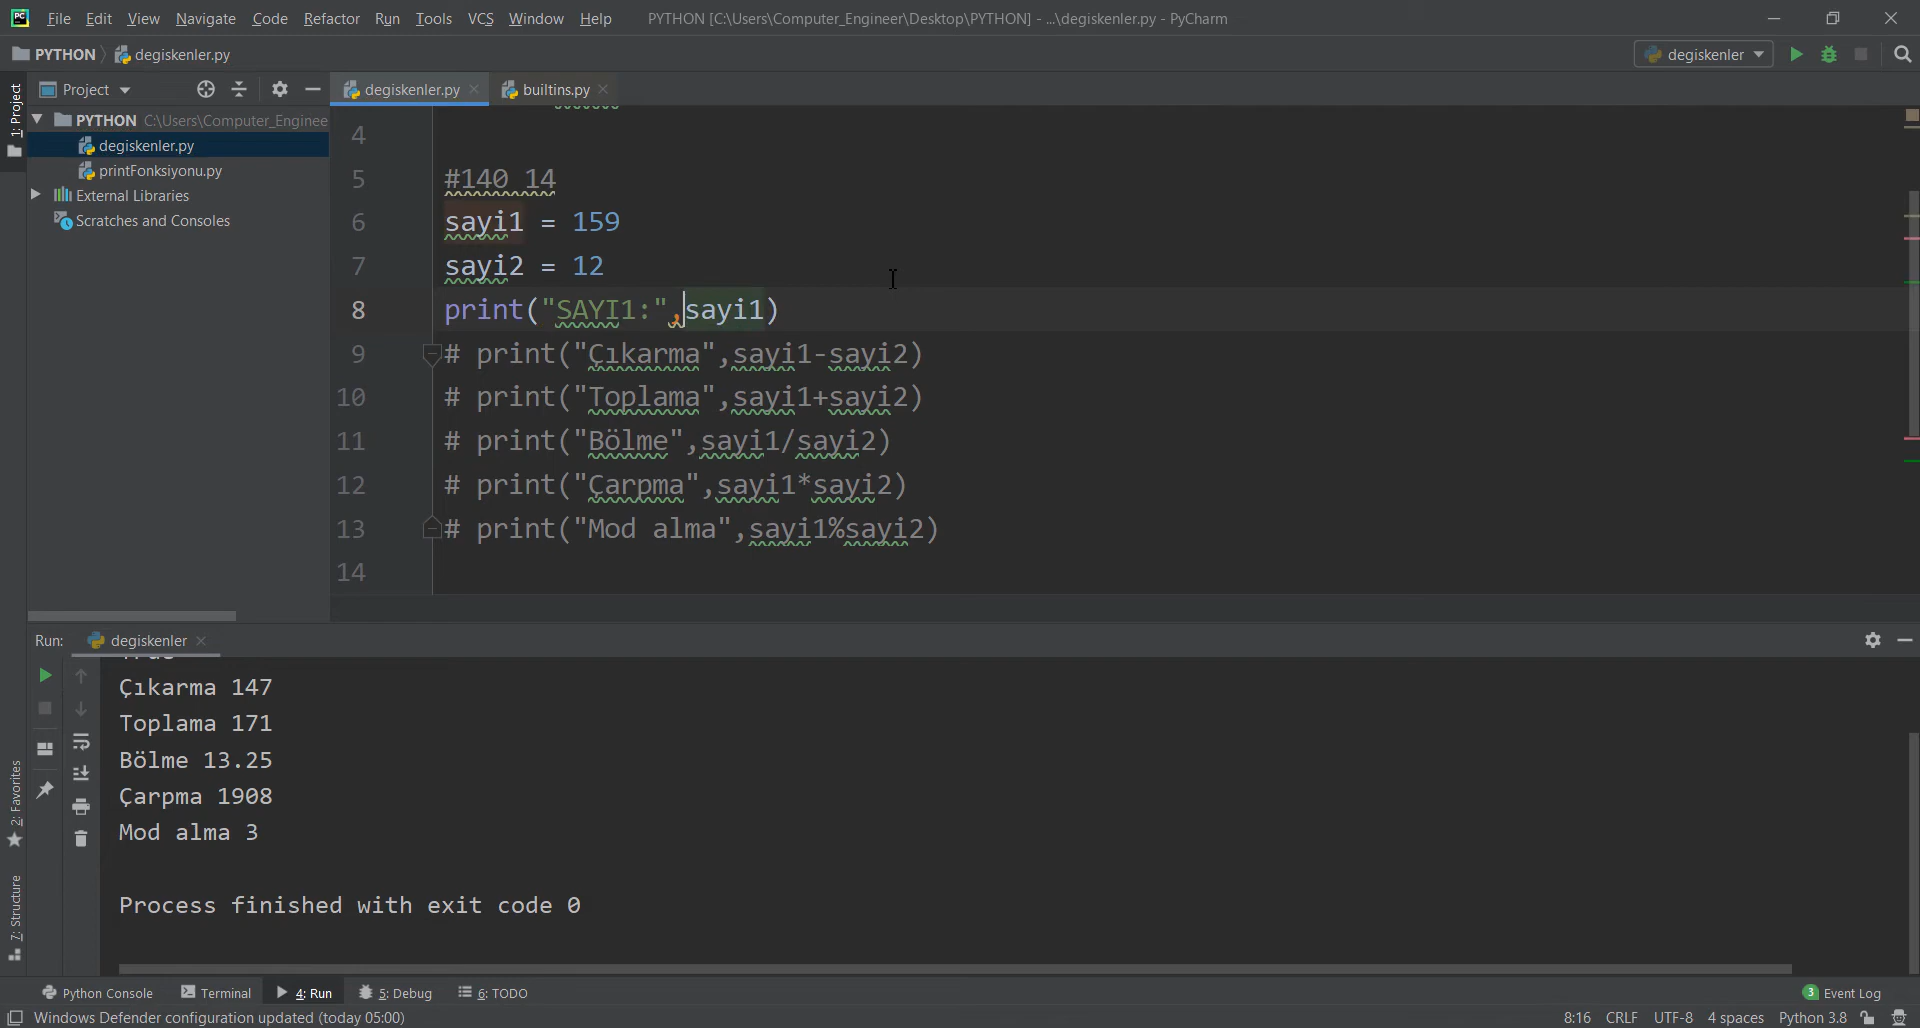 File Edit View Navigate Code Refactor Run Tools VCS Window Help PYTHON [C:\Users\Computer_Engineer\Desktop\PYTHON] - ...\degiskenler.py - PyCharm
PYTHON degiskenler.py degiskenler
1: Project
Project
PYTHON C:\Users\Computer_Enginee
degiskenler.py
printFonksiyonu.py
External Libraries
Scratches and Consoles
degiskenler.py builtins.py
4
5 #140 14
6 sayi1 = 159
7 sayi2 = 12
8 print("SAYI1:",sayi1)
9 # print("Çıkarma",sayi1-sayi2)
10 # print("Toplama",sayi1+sayi2)
11 # print("Bölme",sayi1/sayi2)
12 # print("Çarpma",sayi1*sayi2)
13 # print("Mod alma",sayi1%sayi2)
14
Run: degiskenler
Çıkarma 147
Toplama 171
Bölme 13.25
Çarpma 1908
Mod alma 3
Process finished with exit code 0
2: Favorites
7: Structure
Python Console Terminal 4: Run 5: Debug 6: TODO 3 Event Log
Windows Defender configuration updated (today 05:00) 8:16 CRLF UTF-8 4 spaces Python 3.8